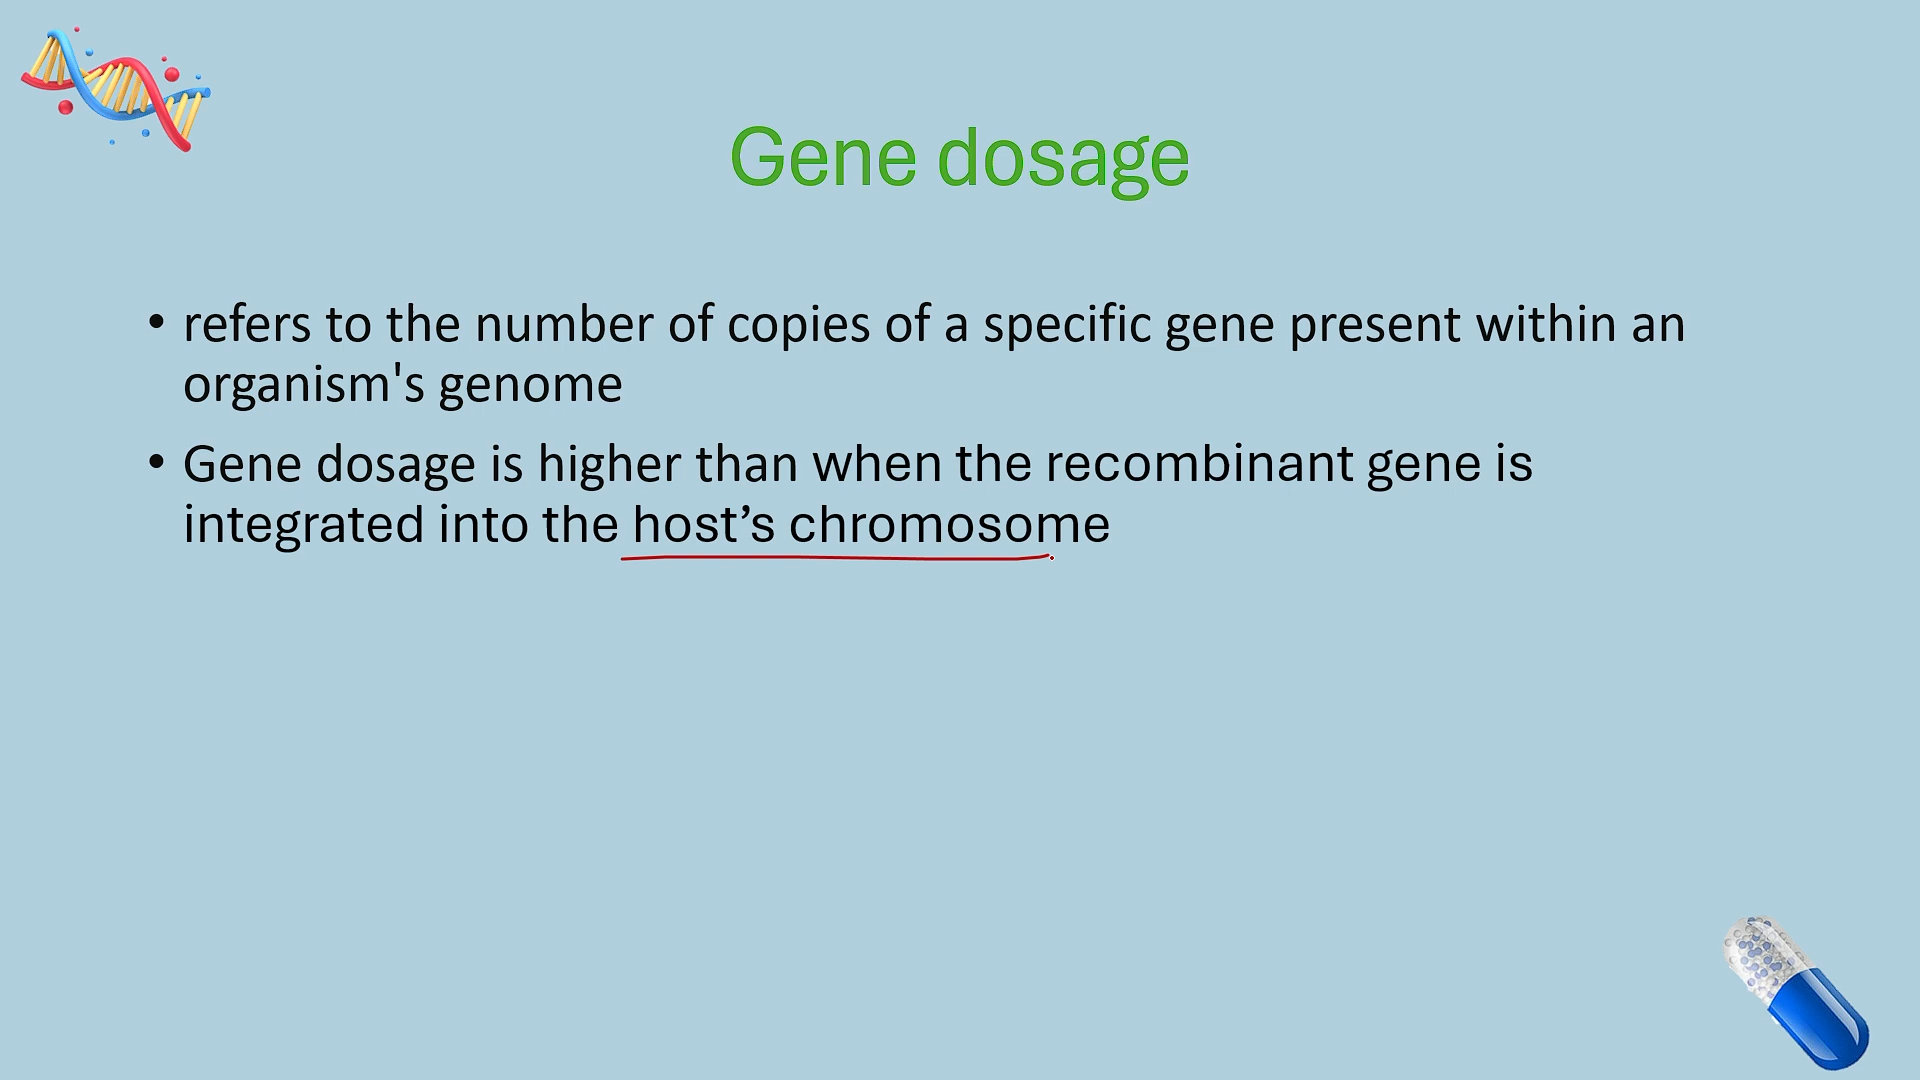 Gene dosage
• refers to the number of copies of a specific gene present within an
organism's genome
• Gene dosage is higher than when the recombinant gene is
integrated into the host’s chromosome